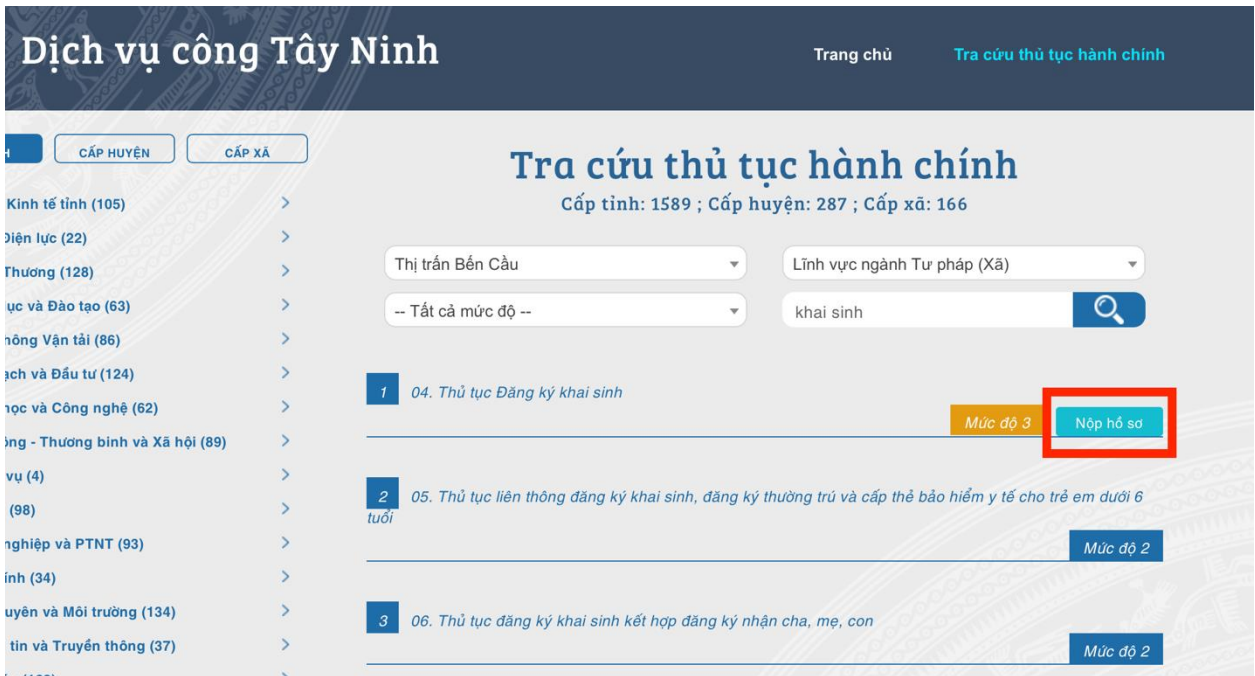 Dịch vụ công Tây Ninh
Trang chủ
Tra cứu thủ tục hành chính
H
CẤP HUYỆN
CẤP XÃ
Kinh tế tỉnh (105)
Điện lực (22)
Thương (128)
ục và Đào tạo (63)
hông Vận tải (86)
ạch và Đầu tư (124)
học và Công nghệ (62)
ộng - Thương binh và Xã hội (89)
vụ (4)
(98)
nghiệp và PTNT (93)
ính (34)
uyên và Môi trường (134)
tin và Truyền thông (37)
Tra cứu thủ tục hành chính
Cấp tỉnh: 1589 ; Cấp huyện: 287 ; Cấp xã: 166
Thị trấn Bến Cầu
Lĩnh vực ngành Tư pháp (Xã)
-- Tất cả mức độ --
khai sinh
1 04. Thủ tục Đăng ký khai sinh
Mức độ 3
Nộp hồ sơ
2 05. Thủ tục liên thông đăng ký khai sinh, đăng ký thường trú và cấp thẻ bảo hiểm y tế cho trẻ em dưới 6
tuổi
Mức độ 2
3 06. Thủ tục đăng ký khai sinh kết hợp đăng ký nhận cha, mẹ, con
Mức độ 2